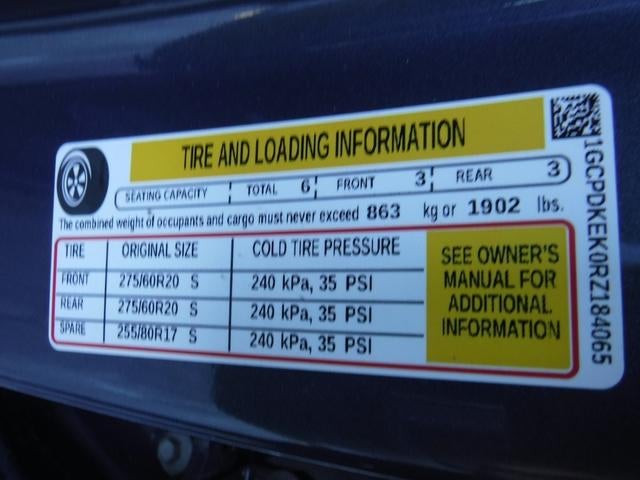 TIRE AND LOADING INFORMATION
SEATING CAPACITY TOTAL 6 FRONT 3 REAR 3
The combined weight of occupants and cargo must never exceed 863 kg or 1902 lbs.
TIRE ORIGINAL SIZE COLD TIRE PRESSURE
FRONT 275/60R20 S 240 kPa, 35 PSI
REAR 275/60R20 S 240 kPa, 35 PSI
SPARE 255/80R17 S 240 kPa, 35 PSI
SEE OWNER'S
MANUAL FOR
ADDITIONAL
INFORMATION
1GCPDKEK0RZ184965